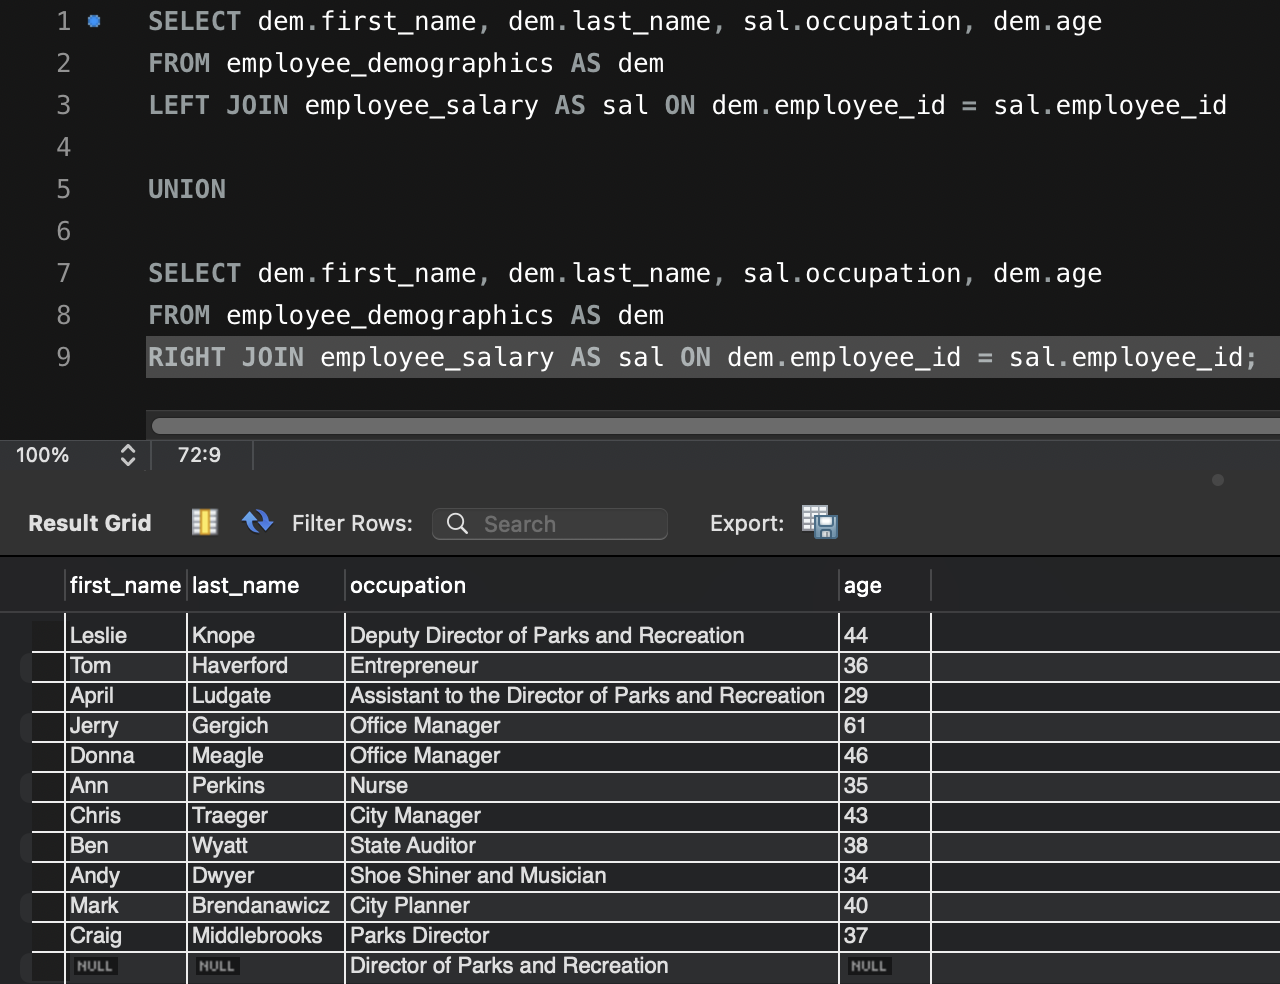 1 SELECT dem.first_name, dem.last_name, sal.occupation, dem.age
2 FROM employee_demographics AS dem
3 LEFT JOIN employee_salary AS sal ON dem.employee_id = sal.employee_id
4
5 UNION
6
7 SELECT dem.first_name, dem.last_name, sal.occupation, dem.age
8 FROM employee_demographics AS dem
9 RIGHT JOIN employee_salary AS sal ON dem.employee_id = sal.employee_id;
100% 72:9
Result Grid Filter Rows: Search Export:
first_name last_name occupation age
Leslie Knope Deputy Director of Parks and Recreation 44
Tom Haverford Entrepreneur 36
April Ludgate Assistant to the Director of Parks and Recreation 29
Jerry Gergich Office Manager 61
Donna Meagle Office Manager 46
Ann Perkins Nurse 35
Chris Traeger City Manager 43
Ben Wyatt State Auditor 38
Andy Dwyer Shoe Shiner and Musician 34
Mark Brendanawicz City Planner 40
Craig Middlebrooks Parks Director 37
NULL NULL Director of Parks and Recreation NULL